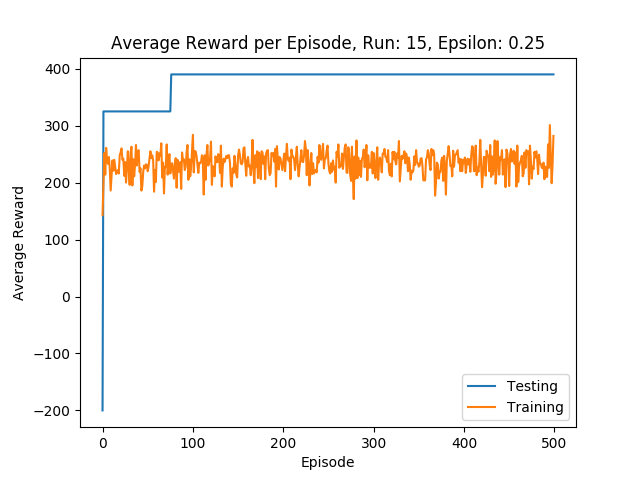 Average Reward per Episode, Run: 15, Epsilon: 0.25
400
300
200
100
0
−100
−200
Average Reward
0
100
200
300
400
500
Episode
Testing
Training